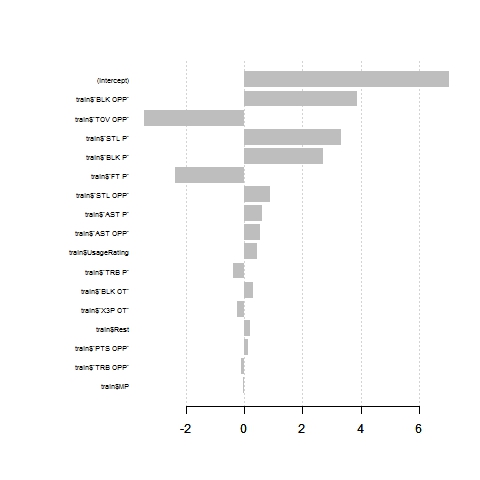 (Intercept)
train$`BLK OPP`
train$`TOV OPP`
train$`STL P`
train$`BLK P`
train$`FT P`
train$`STL OPP`
train$`AST P`
train$`AST OPP`
train$UsageRating
train$`TRB P`
train$`BLK OT`
train$`X3P OT`
train$Rest
train$`PTS OPP`
train$`TRB OPP`
train$MP
-2 0 2 4 6